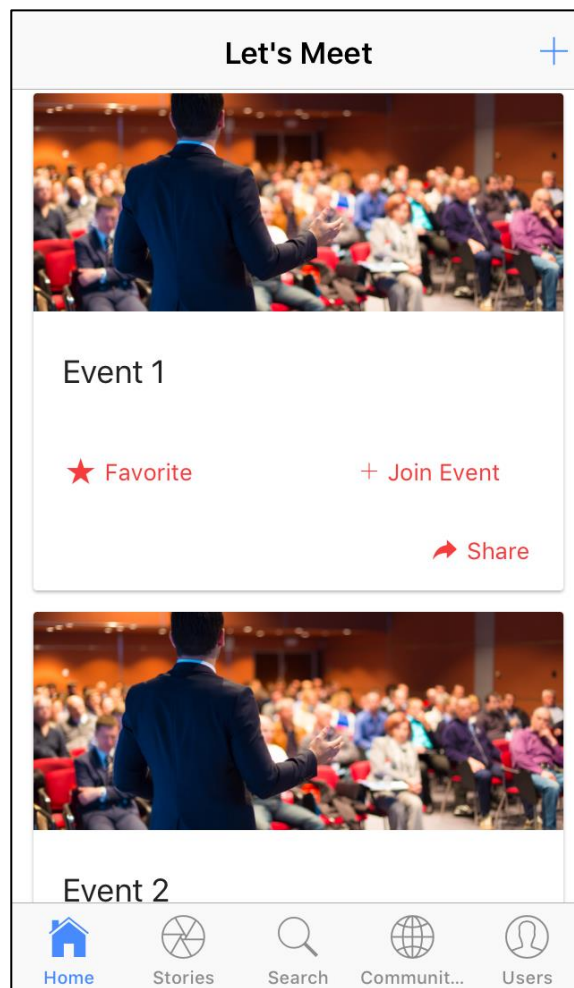 Let's Meet
Event 1
Favorite
+ Join Event
Share
Event 2
Home Stories Search Communit... Users